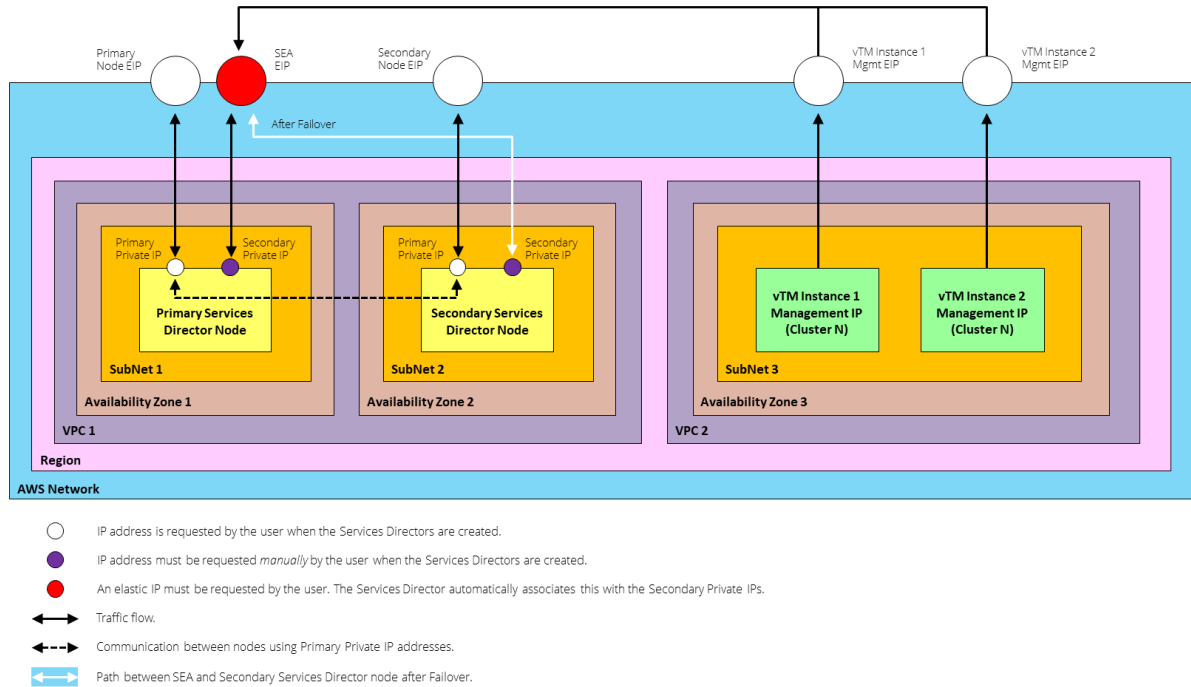 Primary
Node EIP
SEA
EIP
Secondary
Node EIP
vTM Instance 1
Mgmt EIP
vTM Instance 2
Mgmt EIP
After Failover
Primary
Private IP
Secondary
Private IP
Primary
Private IP
Secondary
Private IP
Primary Services
Director Node
Secondary Services
Director Node
vTM Instance 1
Management IP
(Cluster N)
vTM Instance 2
Management IP
(Cluster N)
SubNet 1
SubNet 2
SubNet 3
Availability Zone 1
Availability Zone 2
Availability Zone 3
VPC 1
VPC 2
Region
AWS Network
IP address is requested by the user when the Services Directors are created.
IP address must be requested manually by the user when the Services Directors are created.
An elastic IP must be requested by the user. The Services Director automatically associates this with the Secondary Private IPs.
Traffic flow.
Communication between nodes using Primary Private IP addresses.
Path between SEA and Secondary Services Director node after Failover.